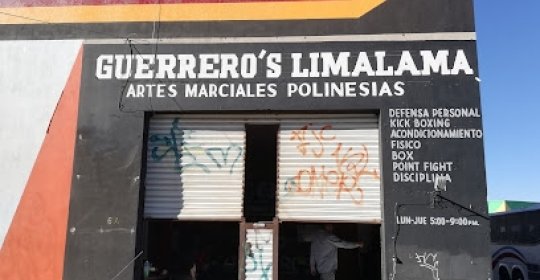 GUERRERO'S LIMALAMA
ARTES MARCIALES POLINESIAS
DEFENSA PERSONAL
KICK BOXING
ACONDICIONAMIENTO
FISICO
BOX
POINT FIGHT
DISCIPLINA
LUN-JUE 5:00-9:00 P.M.